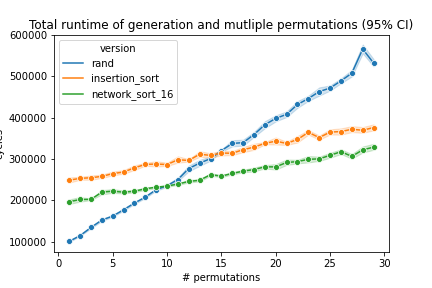 Total runtime of generation and mutliple permutations (95% CI)
version
rand
insertion_sort
network_sort_16
600000
500000
400000
300000
200000
100000
0
5
10
15
20
25
30
# permutations